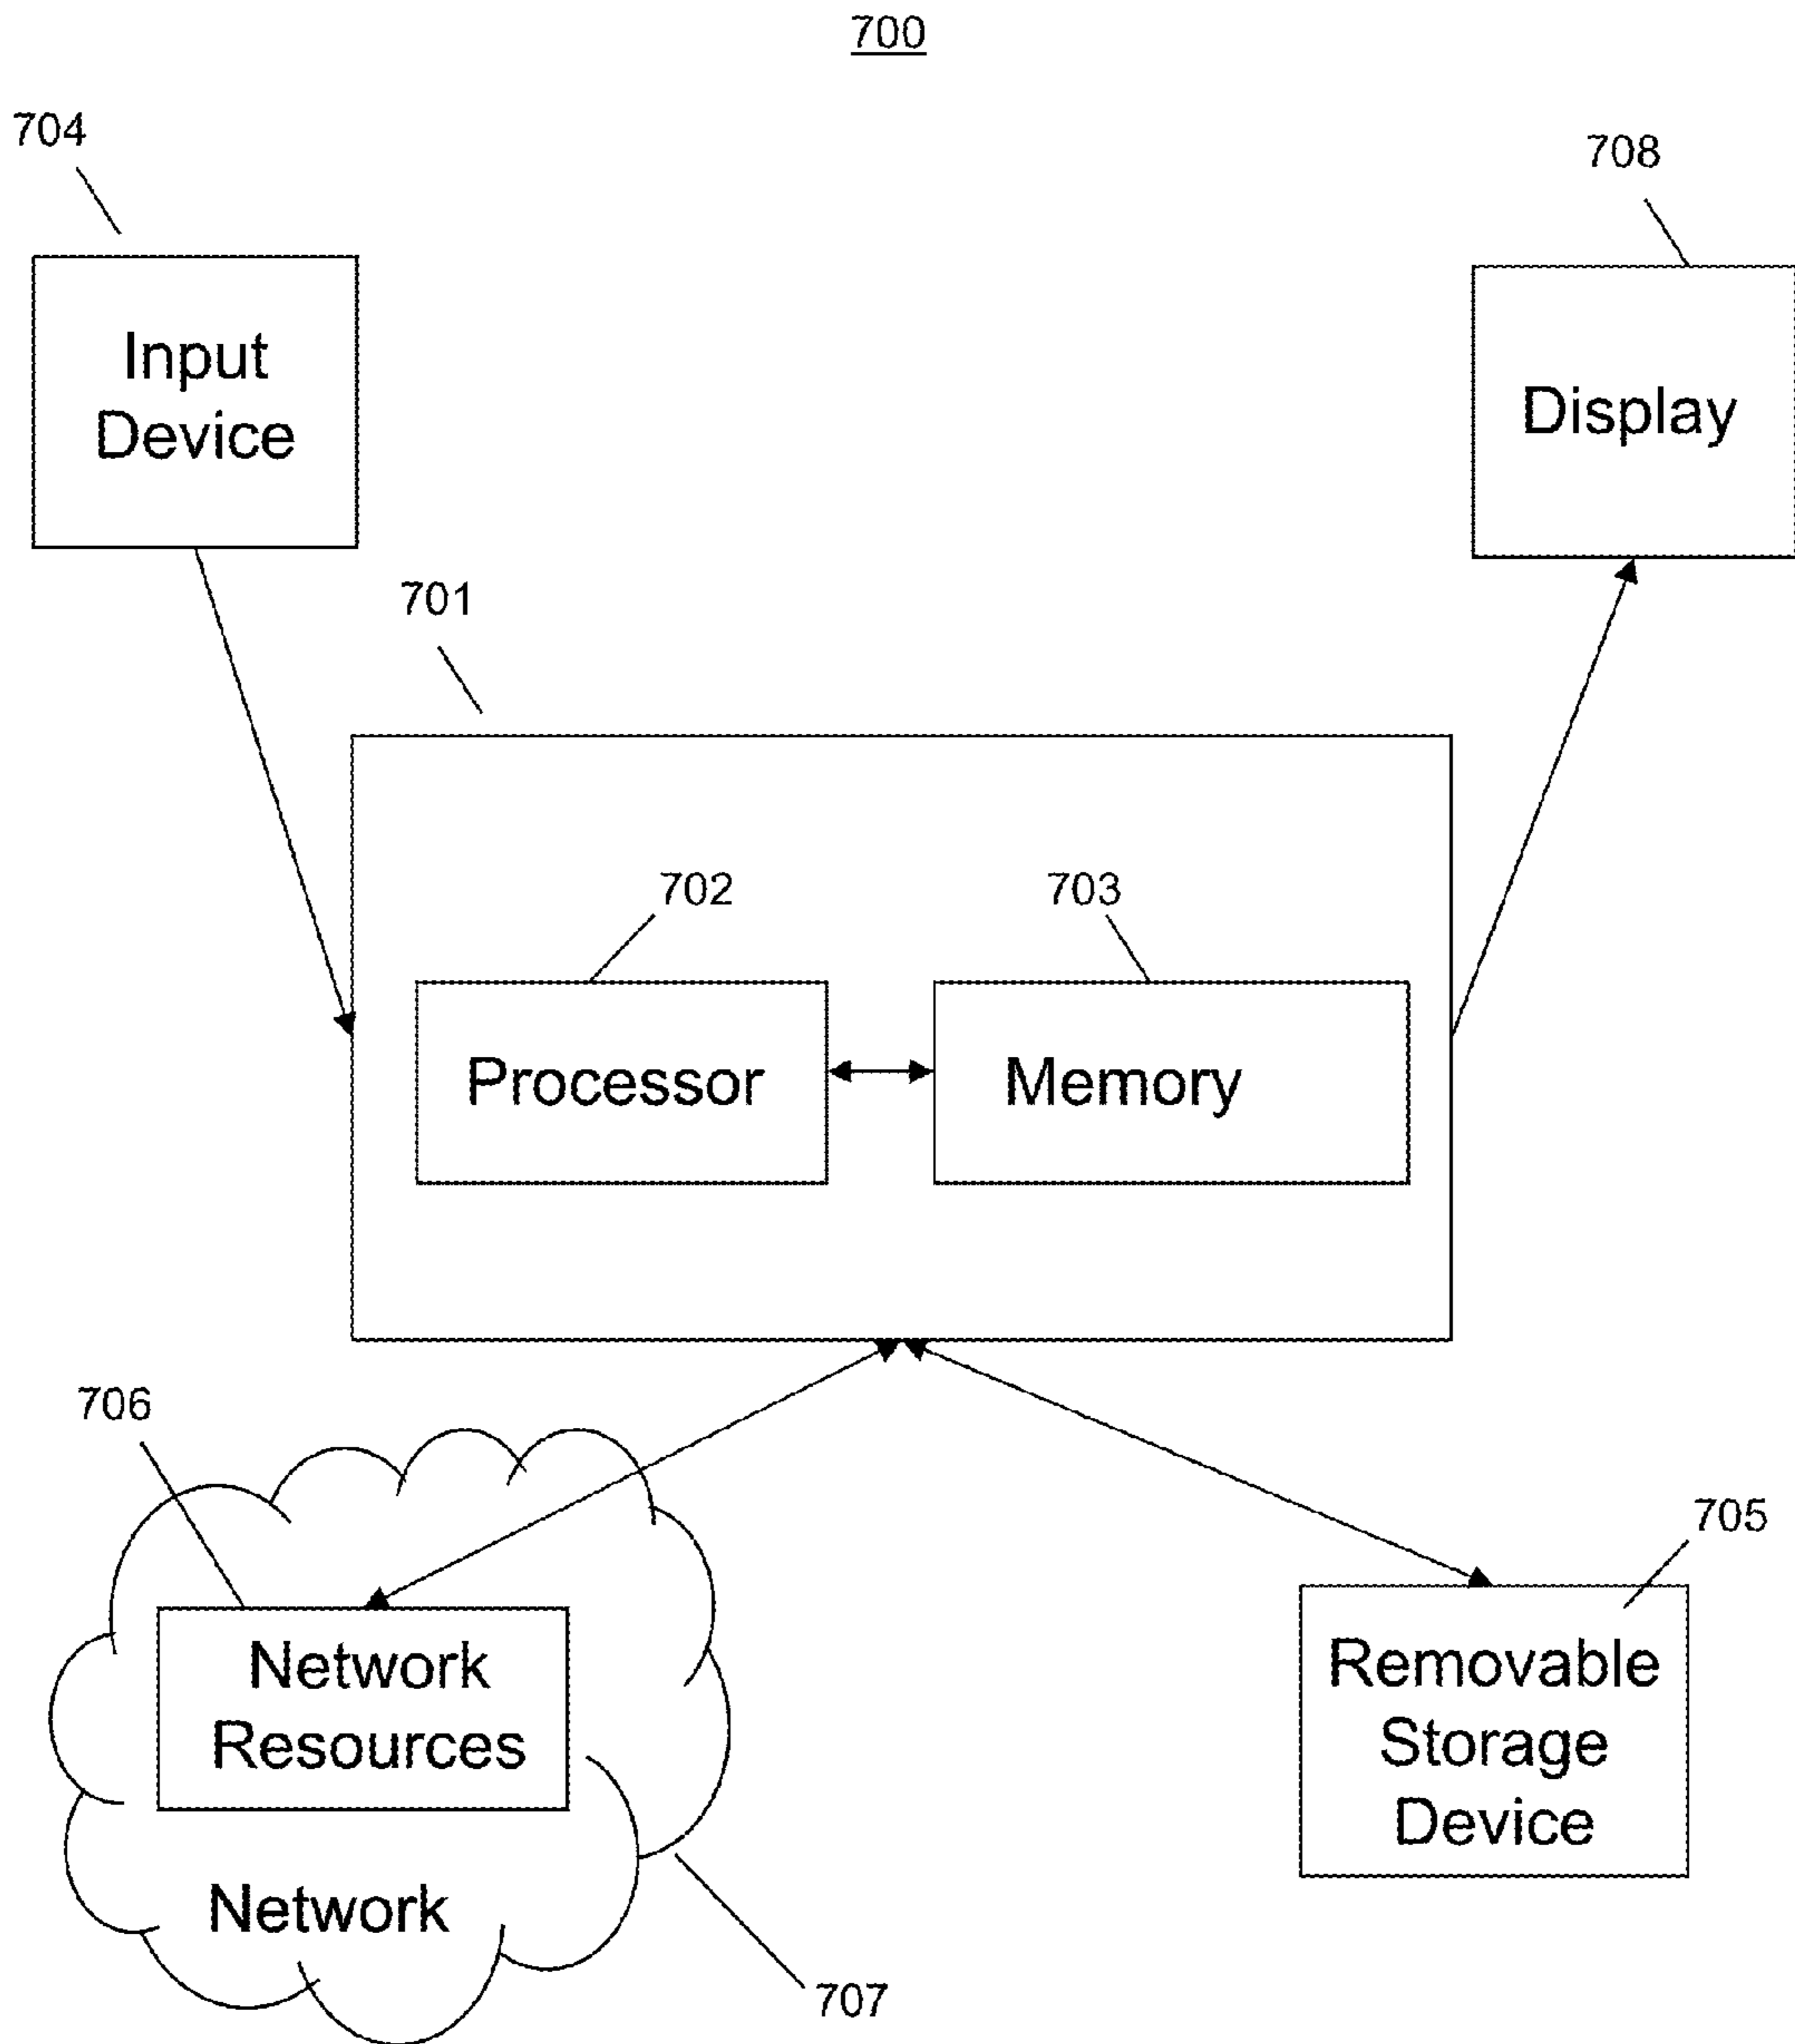 700
704
708
Input
Device
Display
701
702
703
Processor
Memory
706
705
Network
Resources
Removable
Storage
Device
Network
707